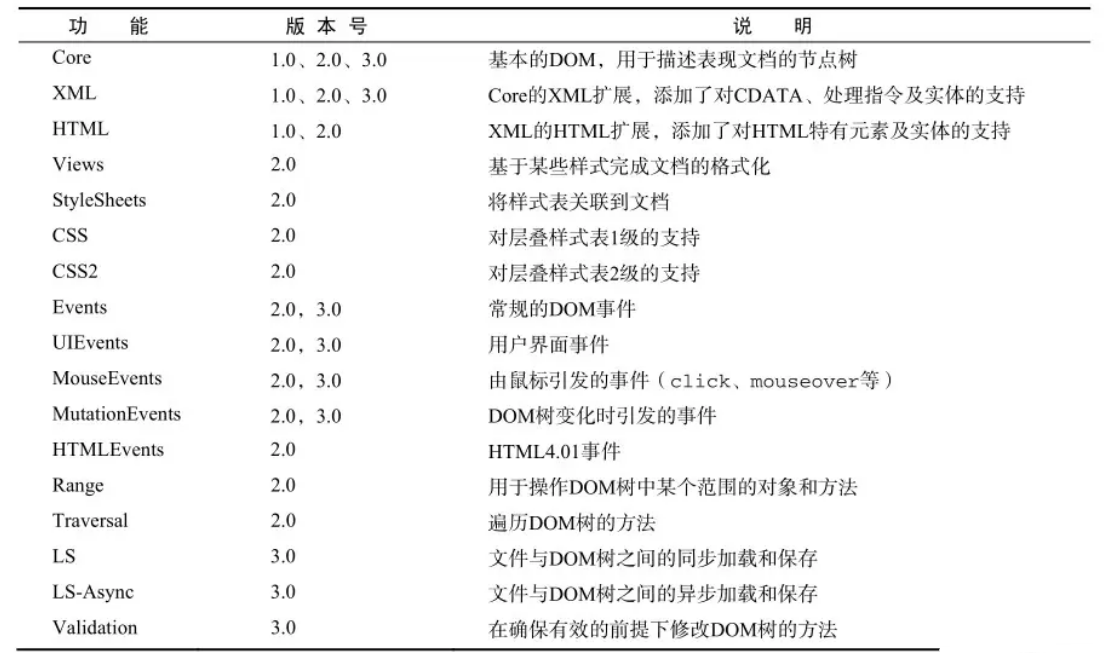 功 能 版 本 号 说 明
Core 1.0、2.0、3.0 基本的DOM，用于描述表现文档的节点树
XML 1.0、2.0、3.0 Core的XML扩展，添加了对CDATA、处理指令及实体的支持
HTML 1.0、2.0 XML的HTML扩展，添加了对HTML特有元素及实体的支持
Views 2.0 基于某些样式完成文档的格式化
StyleSheets 2.0 将样式表关联到文档
CSS 2.0 对层叠样式表1级的支持
CSS2 2.0 对层叠样式表2级的支持
Events 2.0，3.0 常规的DOM事件
UIEvents 2.0，3.0 用户界面事件
MouseEvents 2.0，3.0 由鼠标引发的事件（click、mouseover等）
MutationEvents 2.0，3.0 DOM树变化时引发的事件
HTMLEvents 2.0 HTML4.01事件
Range 2.0 用于操作DOM树中某个范围的对象和方法
Traversal 2.0 遍历DOM树的方法
LS 3.0 文件与DOM树之间的同步加载和保存
LS-Async 3.0 文件与DOM树之间的异步加载和保存
Validation 3.0 在确保有效的前提下修改DOM树的方法